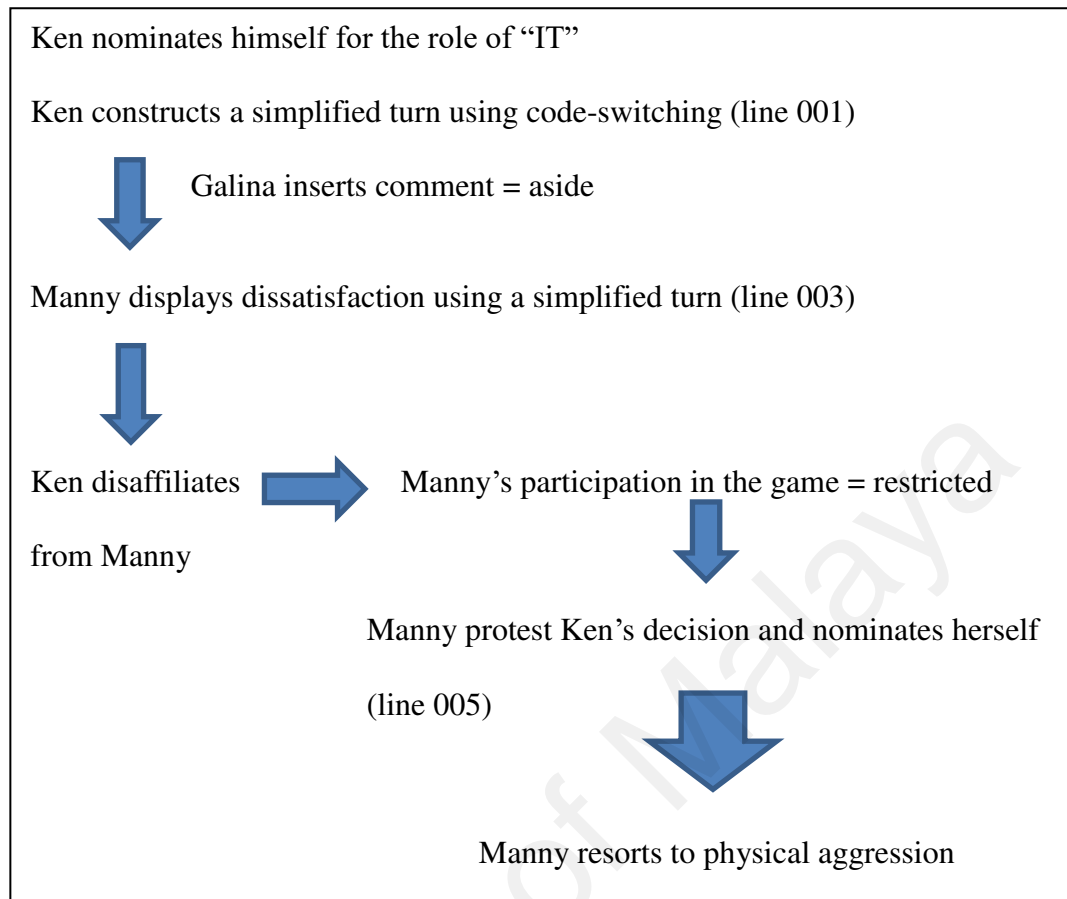 Ken nominates himself for the role of “IT”
Ken constructs a simplified turn using code-switching (line 001)
Galina inserts comment = aside
Manny displays dissatisfaction using a simplified turn (line 003)
Ken disaffiliates
from Manny
Manny’s participation in the game = restricted
Manny protest Ken’s decision and nominates herself
(line 005)
Manny resorts to physical aggression
of Malaya